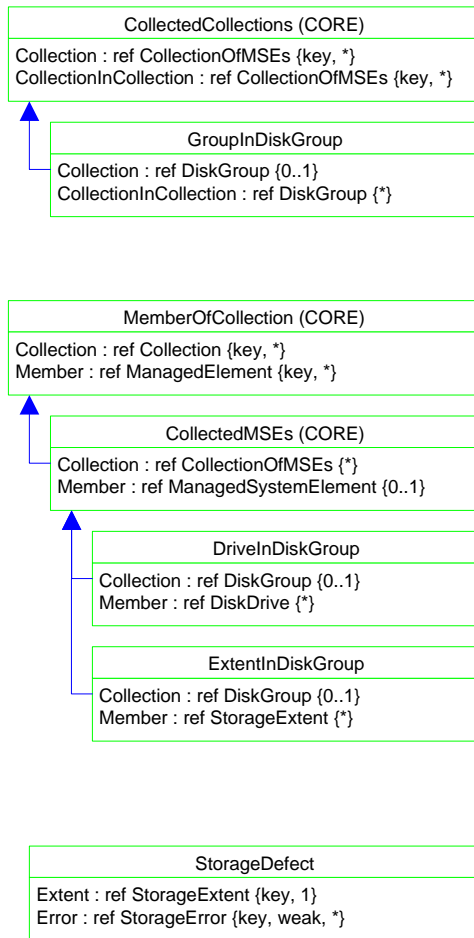 CollectedCollections (CORE)
Collection : ref CollectionOfMSEs {key, *}
CollectionInCollection : ref CollectionOfMSEs {key, *}
GroupInDiskGroup
Collection : ref DiskGroup {0..1}
CollectionInCollection : ref DiskGroup {*}
MemberOfCollection (CORE)
Collection : ref Collection {key, *}
Member : ref ManagedElement {key, *}
CollectedMSEs (CORE)
Collection : ref CollectionOfMSEs {*}
Member : ref ManagedSystemElement {0..1}
DriveInDiskGroup
Collection : ref DiskGroup {0..1}
Member : ref DiskDrive {*}
ExtentInDiskGroup
Collection : ref DiskGroup {0..1}
Member : ref StorageExtent {*}
StorageDefect
Extent : ref StorageExtent {key, 1}
Error : ref StorageError {key, weak, *}